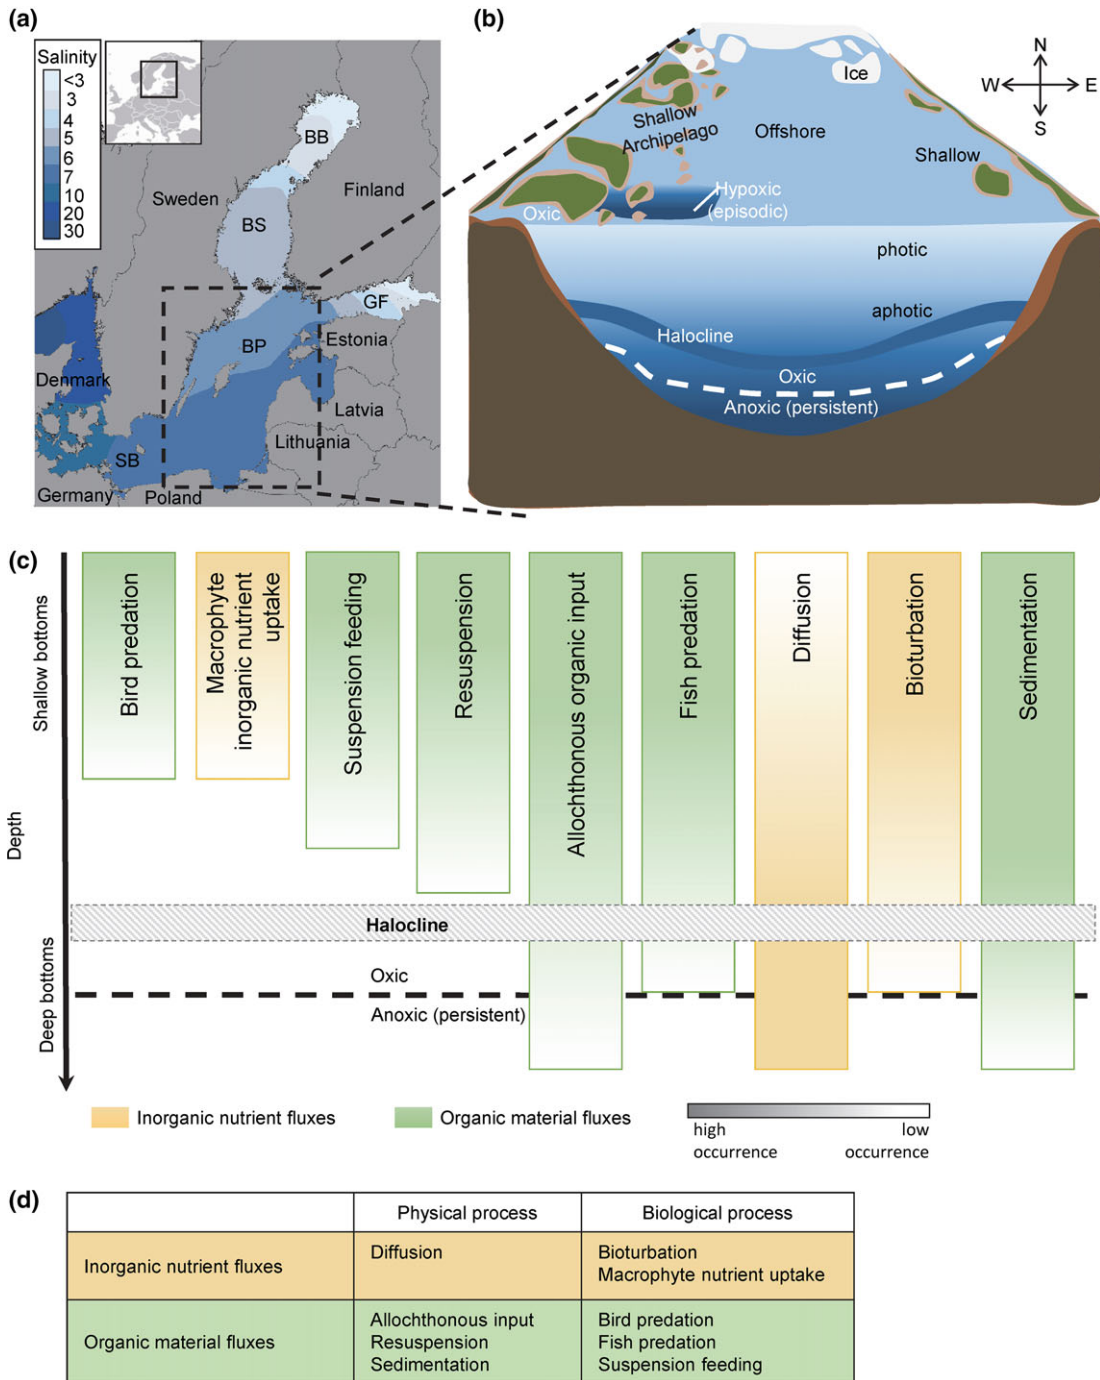 (a)
Salinity
<3
3
4
5
6
7
10
20
30
BB
Sweden
Finland
BS
GF
BP
Estonia
Denmark
Latvia
Lithuania
SB
Germany
Poland
(b)
N
W
E
S
Ice
Shallow
Archipelago
Offshore
Shallow
Hypoxic
(episodic)
Oxic
photic
aphotic
Halocline
Oxic
Anoxic (persistent)
(c)
Shallow bottoms
Depth
Deep bottoms
Bird predation
Macrophyte
inorganic nutrient
uptake
Suspension feeding
Resuspension
Allochthonous organic input
Fish predation
Diffusion
Bioturbation
Sedimentation
Halocline
Oxic
Anoxic (persistent)
Inorganic nutrient fluxes
Organic material fluxes
high
occurrence
low
occurrence
(d)
Physical process
Biological process
Inorganic nutrient fluxes
Diffusion
Bioturbation
Macrophyte nutrient uptake
Organic material fluxes
Allochthonous input
Resuspension
Sedimentation
Bird predation
Fish predation
Suspension feeding